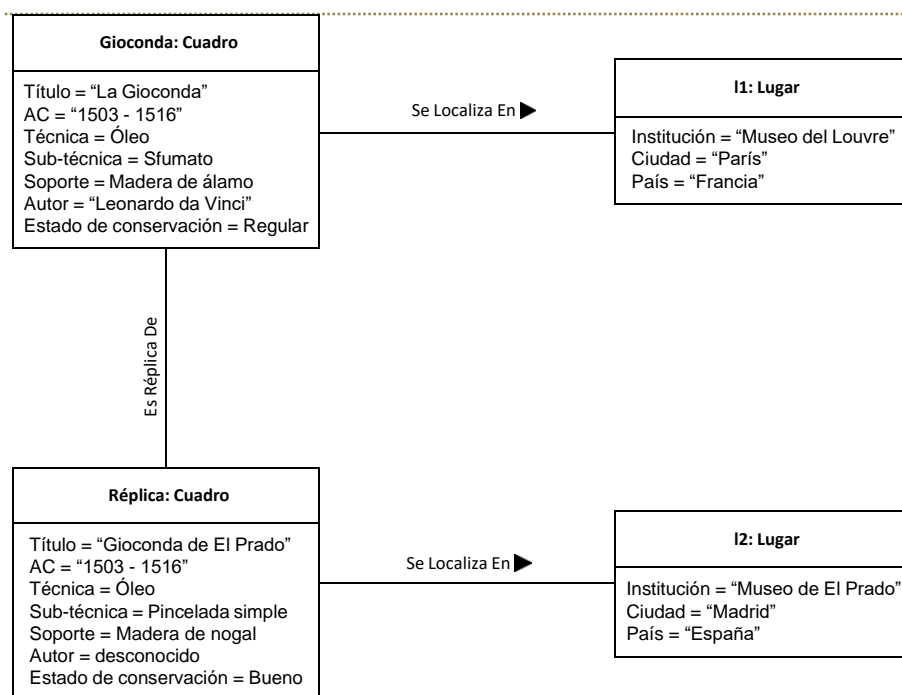 Gioconda: Cuadro
Título = “La Gioconda”
AC = “1503 - 1516”
Técnica = Óleo
Sub-técnica = Sfumato
Soporte = Madera de álamo
Autor = “Leonardo da Vinci”
Estado de conservación = Regular
Se Localiza En
l1: Lugar
Institución = “Museo del Louvre”
Ciudad = “París”
País = “Francia”
Es Réplica De
Réplica: Cuadro
Título = “Gioconda de El Prado”
AC = “1503 - 1516”
Técnica = Óleo
Sub-técnica = Pincelada simple
Soporte = Madera de nogal
Autor = desconocido
Estado de conservación = Bueno
Se Localiza En
l2: Lugar
Institución = “Museo de El Prado”
Ciudad = “Madrid”
País = “España”